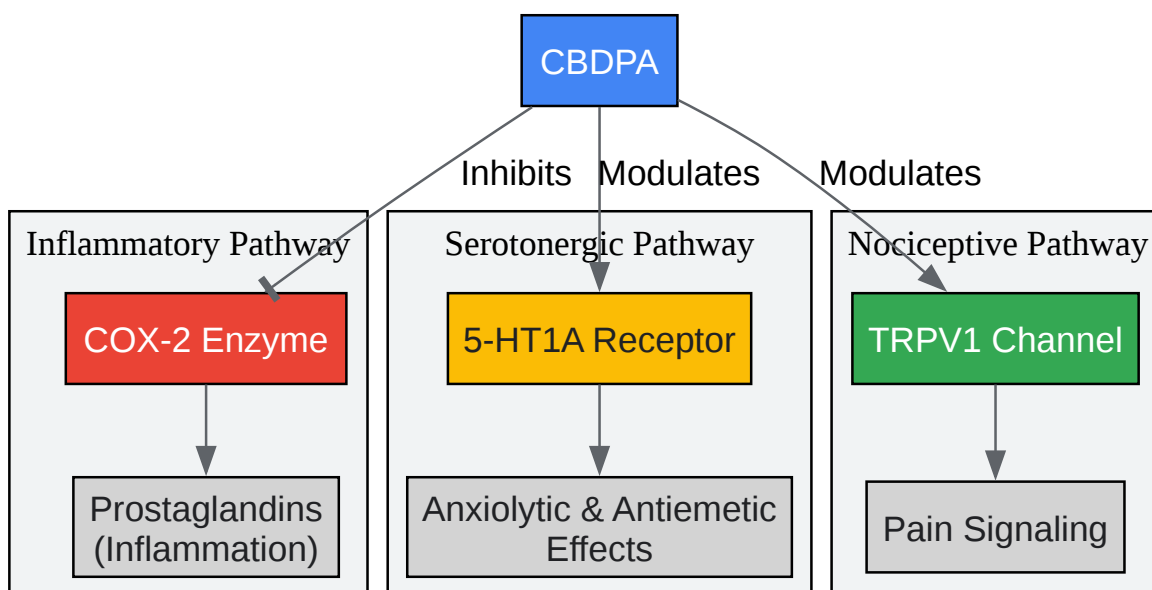 CBDPA
Inhibits
Modulates
Modulates
Inflammatory Pathway
Serotonergic Pathway
Nociceptive Pathway
COX-2 Enzyme
5-HT1A Receptor
TRPV1 Channel
Prostaglandins
(Inflammation)
Anxiolytic & Antiemetic
Effects
Pain Signaling